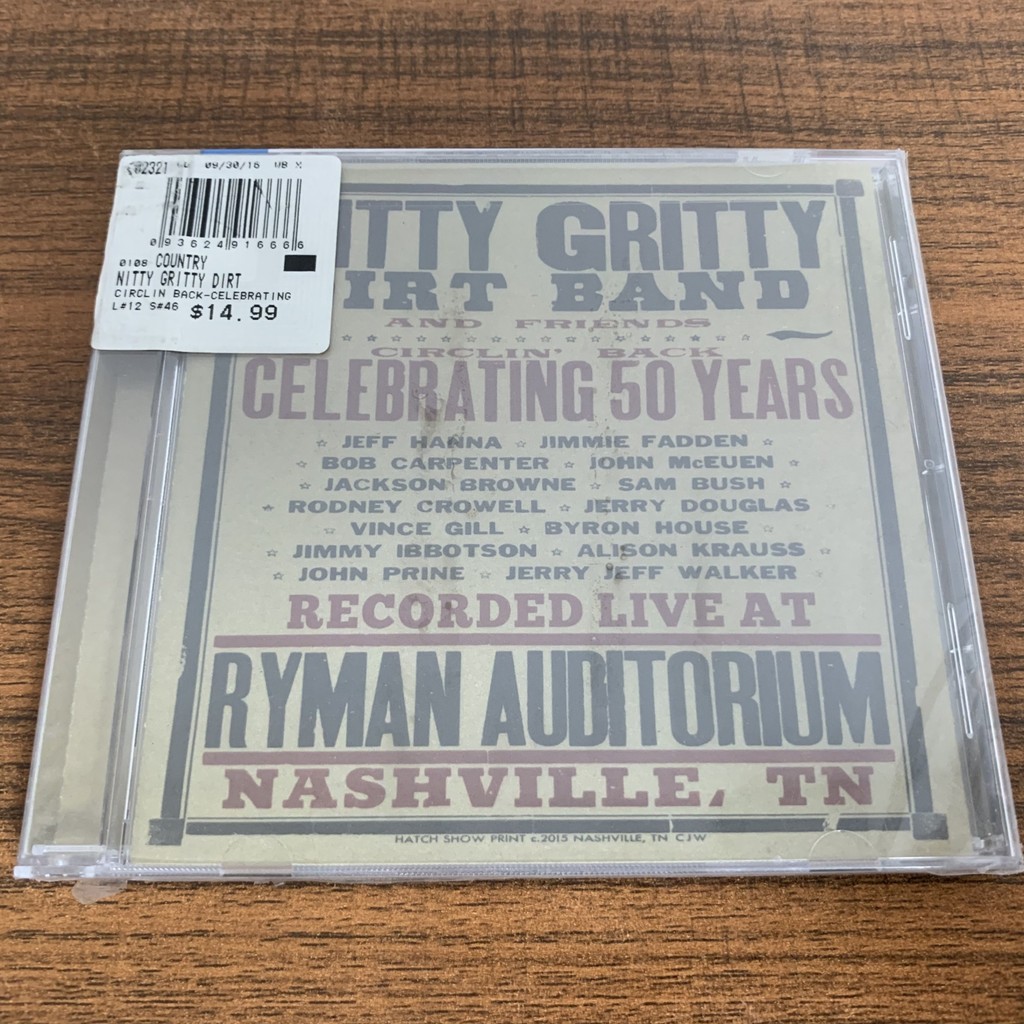 09/30/16 VB X
0 93624 91666 6
0108 COUNTRY
NITTY GRITTY DIRT
CIRCLIN BACK-CELEBRATING
L#12 S#46 $14.99
ITTY GRITTY
IRT BAND
AND FRIENDS
CIRCLIN' BACK
CELEBRATING 50 YEARS
☆ JEFF HANNA ☆ JIMMIE FADDEN ☆
☆ BOB CARPENTER ☆ JOHN McEUEN ☆
☆ JACKSON BROWNE ☆ SAM BUSH ☆
★ RODNEY CROWELL ☆ JERRY DOUGLAS ☆
☆ VINCE GILL ☆ BYRON HOUSE ☆
☆ JIMMY IBBOTSON ☆ ALISON KRAUSS ☆
☆ JOHN PRINE ☆ JERRY JEFF WALKER
RECORDED LIVE AT
RYMAN AUDITORIUM
NASHVILLE, TN
HATCH SHOW PRINT c.2015 NASHVILLE, TN CJW